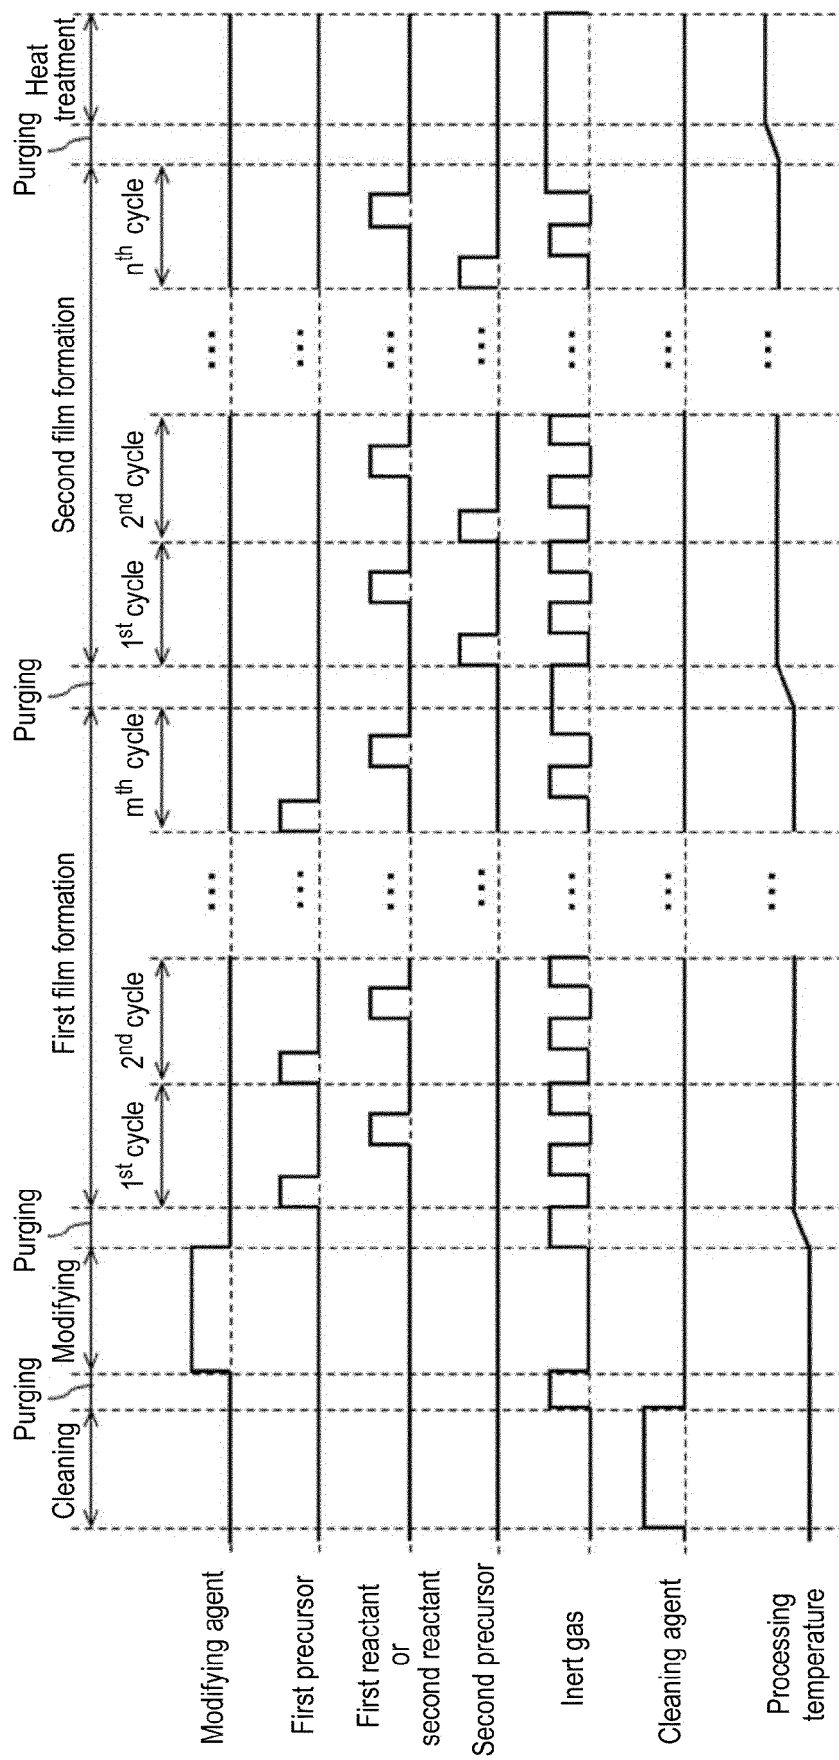 Cleaning
Purging
Modifying
Purging
First film formation
Purging
Second film formation
Purging
Heat
treatment
1st cycle
2nd cycle
mth cycle
1st cycle
2nd cycle
nth cycle
Modifying agent
First precursor
First reactant
or
second reactant
Second precursor
Inert gas
Cleaning agent
Processing
temperature